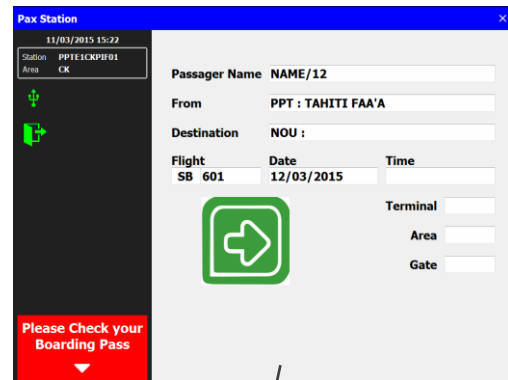 Pax Station
11/03/2015 15:22
Station PPTE1CKPIF01
Area CK
Passager Name NAME/12
From PPT : TAHITI FAA'A
Destination NOU :
Flight Date Time
SB 601 12/03/2015
Terminal
Area
Gate
Please Check your
Boarding Pass